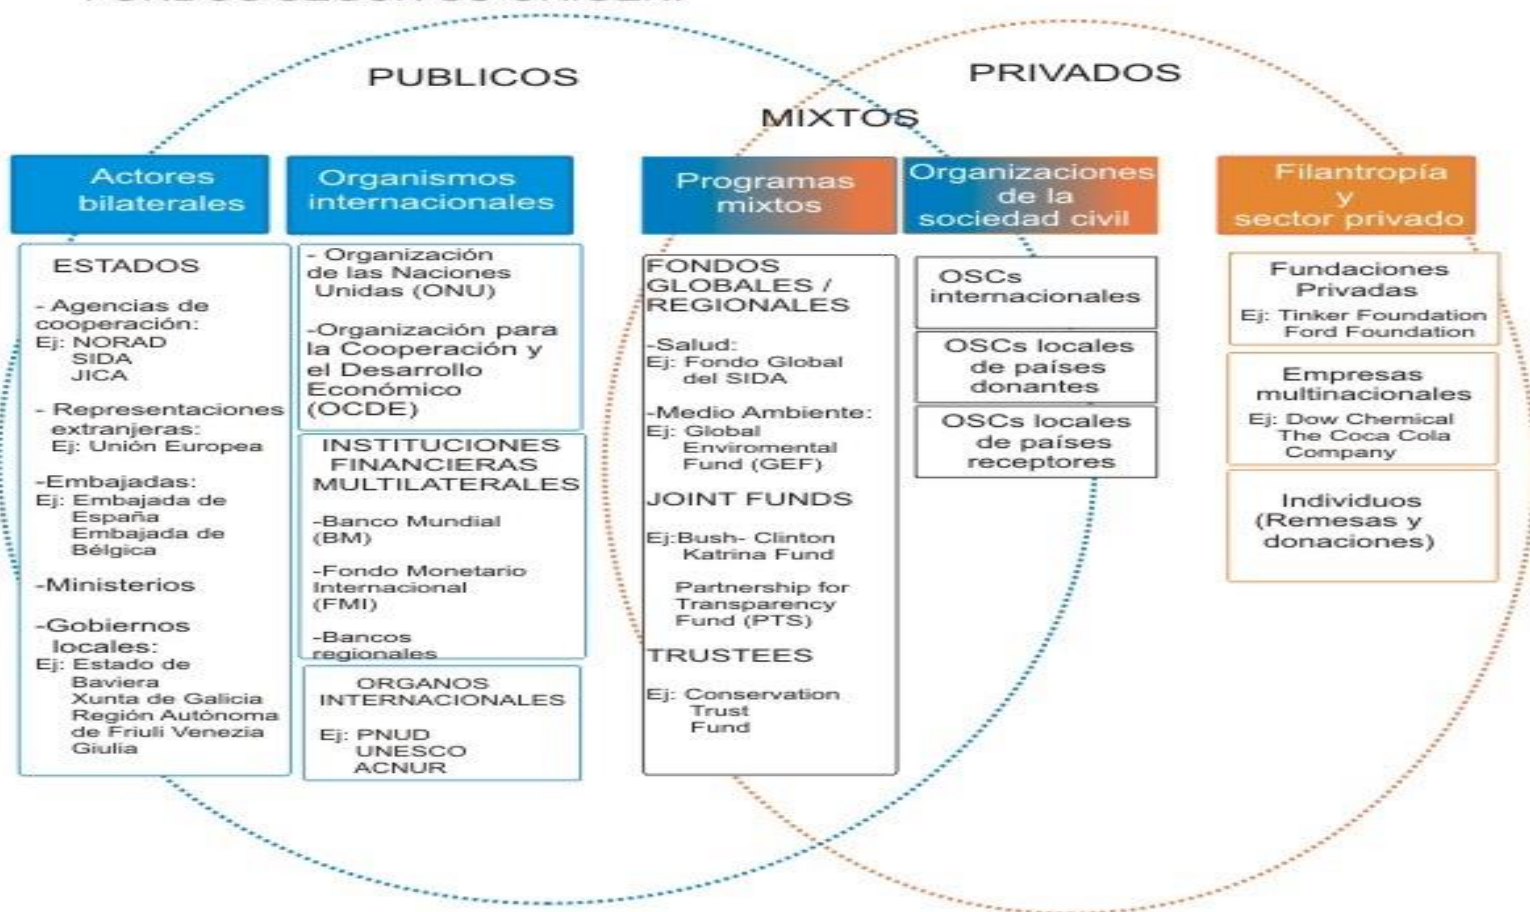 PUBLICOS
PRIVADOS
MIXTOS
Actores
bilaterales
ESTADOS
- Agencias de
cooperación:
Ej: NORAD
SIDA
JICA
- Representaciones
extranjeras:
Ej: Unión Europea
-Embajadas:
Ej: Embajada de
España
Embajada de
Bélgica
-Ministerios
-Gobiernos
locales:
Ej: Estado de
Baviera
Xunta de Galicia
Región Autónoma
de Friuli Venezia
Giulia
Organismos
internacionales
- Organización
de las Naciones
Unidas (ONU)
-Organización para
la Cooperación y
el Desarrollo
Económico
(OCDE)
INSTITUCIONES
FINANCIERAS
MULTILATERALES
-Banco Mundial
(BM)
-Fondo Monetario
Internacional
(FMI)
-Bancos
regionales
ORGANOS
INTERNACIONALES
Ej: PNUD
UNESCO
ACNUR
Programas
mixtos
FONDOS
GLOBALES /
REGIONALES
-Salud:
Ej: Fondo Global
del SIDA
-Medio Ambiente:
Ej: Global
Enviromental
Fund (GEF)
JOINT FUNDS
Ej:Bush- Clinton
Katrina Fund
Partnership for
Transparency
Fund (PTS)
TRUSTEES
Ej: Conservation
Trust
Fund
Organizaciones
de la
sociedad civil
OSCs
internacionales
OSCs locales
de países
donantes
OSCs locales
de países
receptores
Filantropía
y
sector privado
Fundaciones
Privadas
Ej: Tinker Foundation
Ford Foundation
Empresas
multinacionales
Ej: Dow Chemical
The Coca Cola
Company
Individuos
(Remesas y
donaciones)